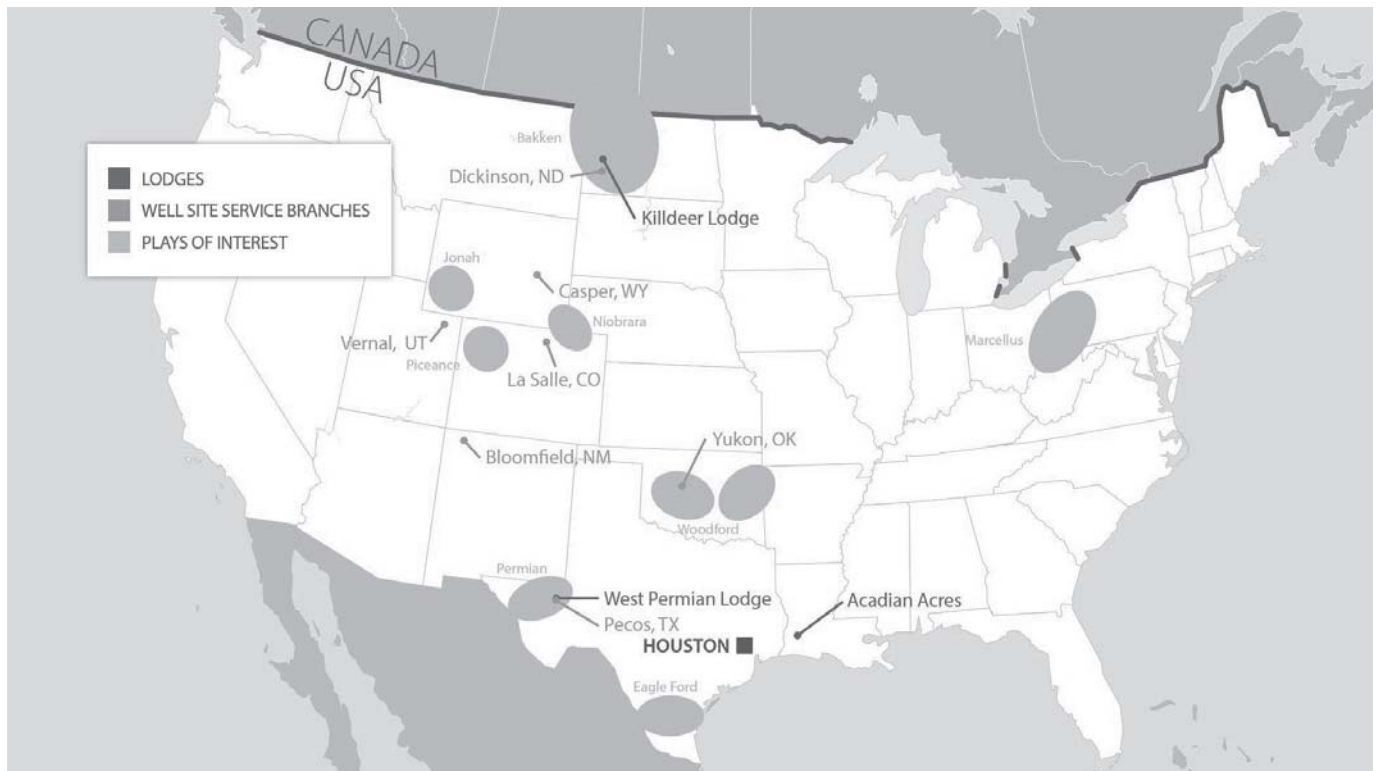 CANADA
USA
LODGES
WELL SITE SERVICE BRANCHES
PLAYS OF INTEREST
Bakken
Dickinson, ND
Killdeer Lodge
Jonah
Casper, WY
Niobrara
Vernal, UT
Piceance
La Salle, CO
Marcellus
Yukon, OK
Bloomfield, NM
Woodford
Permian
West Permian Lodge
Acadian Acres
Pecos, TX
HOUSTON
Eagle Ford